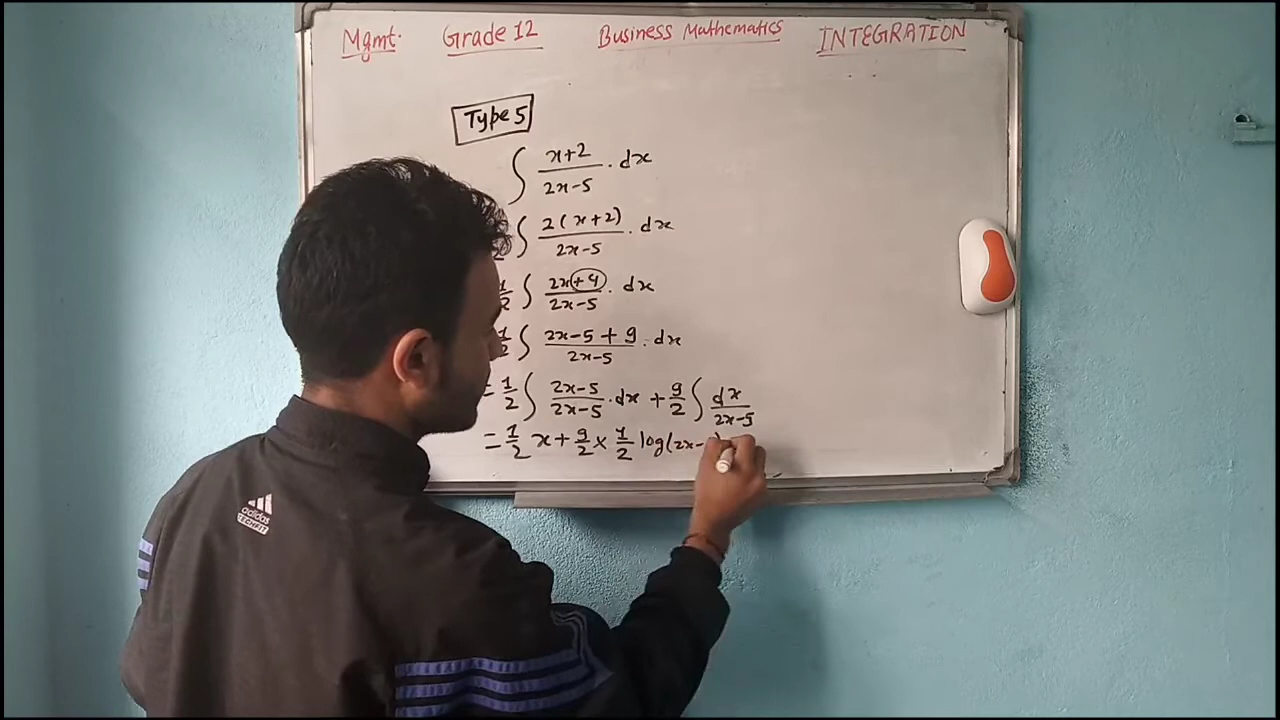 Mgmt. Grade 12 Business Mathematics INTEGRATION
Type 5
∫ x+2/2x-5 . dx
∫ 2(x+2)/2x-5 . dx
1/2 ∫ 2x+4/2x-5 . dx
1/2 ∫ 2x-5+9/2x-5 . dx
= 1/2 ∫ 2x-5/2x-5 . dx + 9/2 ∫ dx/2x-5
= 1/2 x + 9/2 × 1/2 log(2x-
adidas
TECHFIT